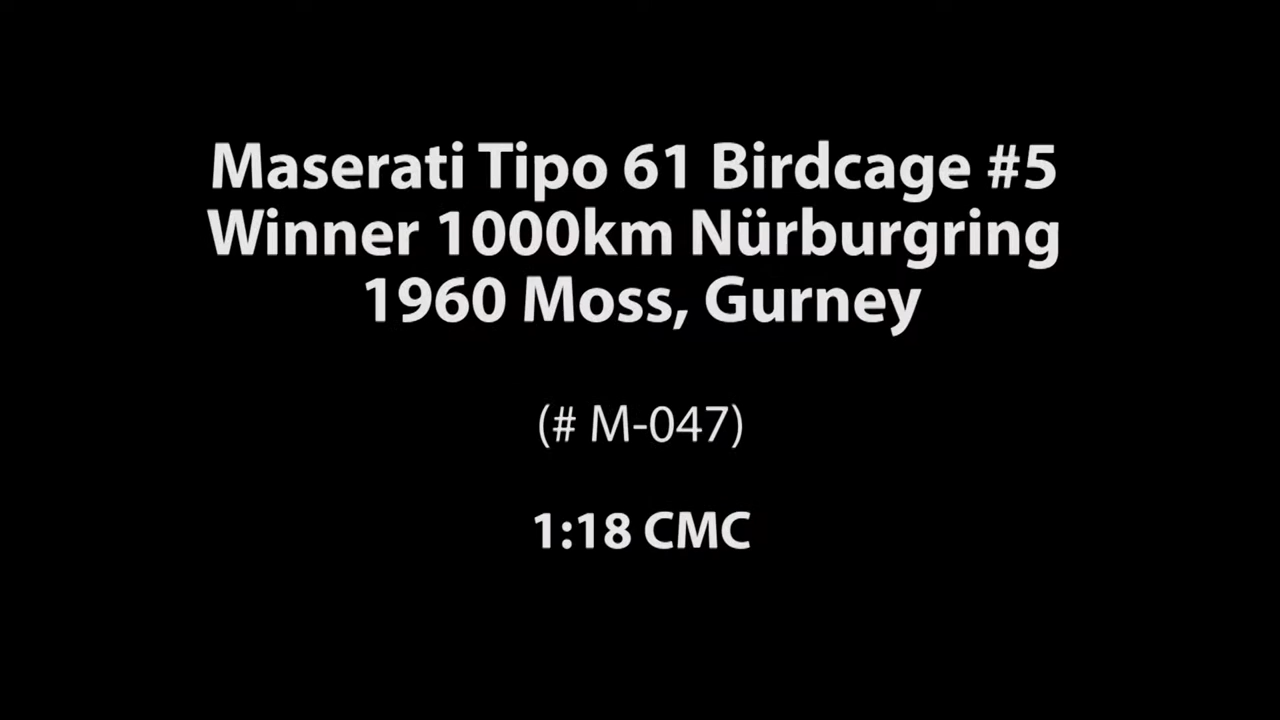 Maserati Tipo 61 Birdcage #5
Winner 1000km Nürburgring
1960 Moss, Gurney
(# M-047)
1:18 CMC